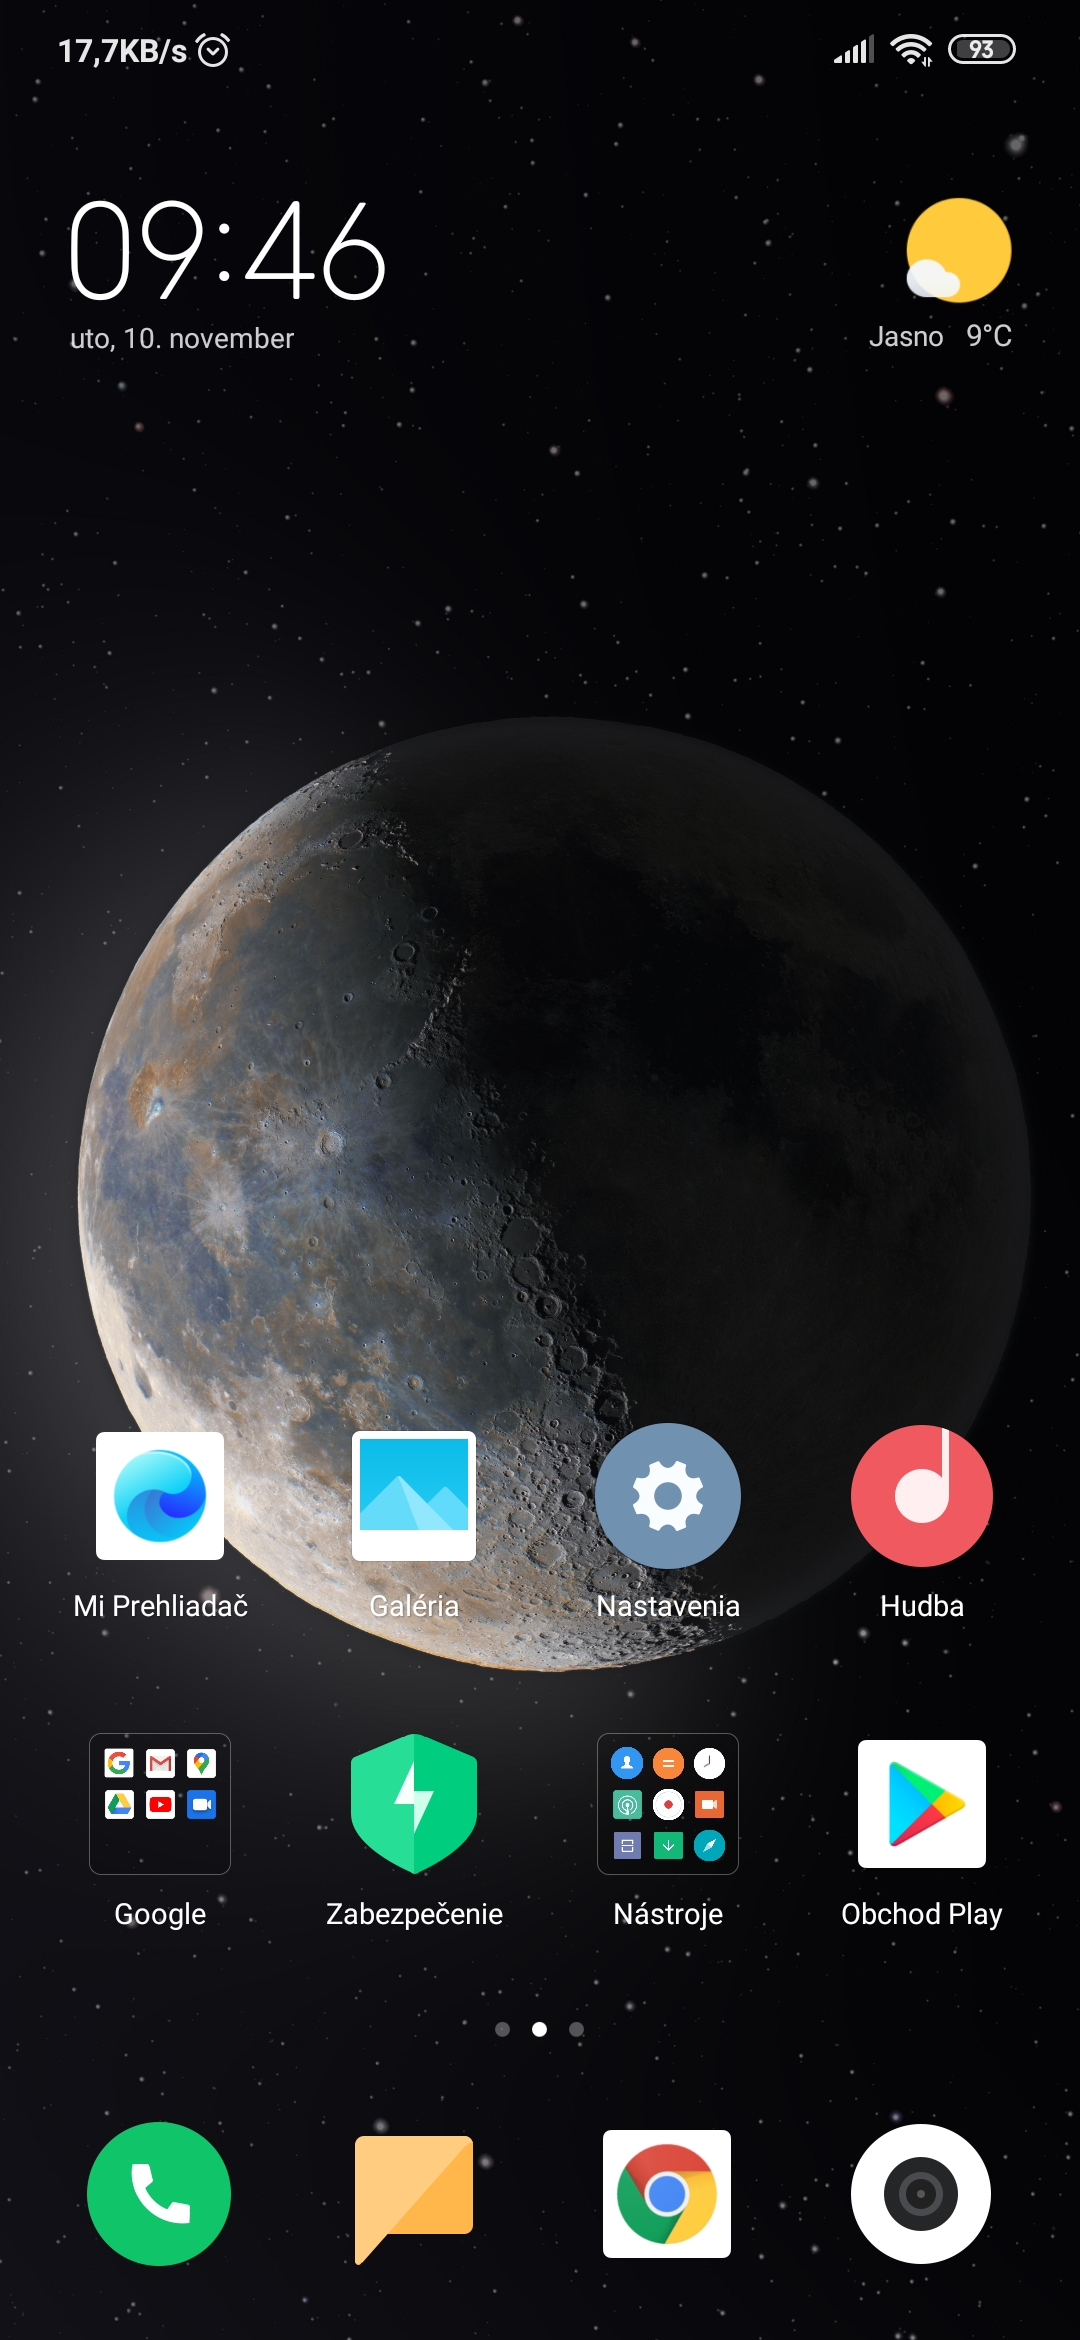 17,7KB/s
93
09:46
uto, 10. november
Jasno 9°C
Mi Prehliadač
Galéria
Nastavenia
Hudba
Google
Zabezpečenie
Nástroje
Obchod Play